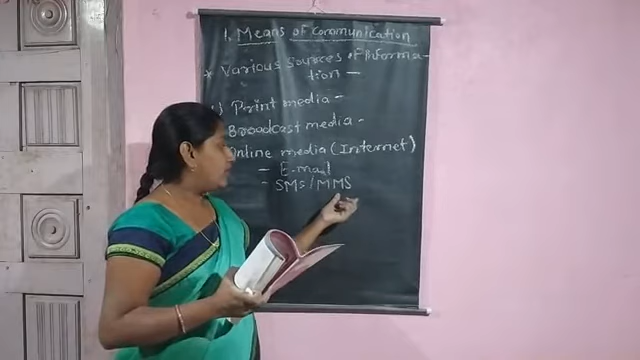 1. Means of communication
* Various sources of Informa-
tion -
1) Print media -
Broadcast media -
Online media (Internet)
- E-mail
- SMS/MMS